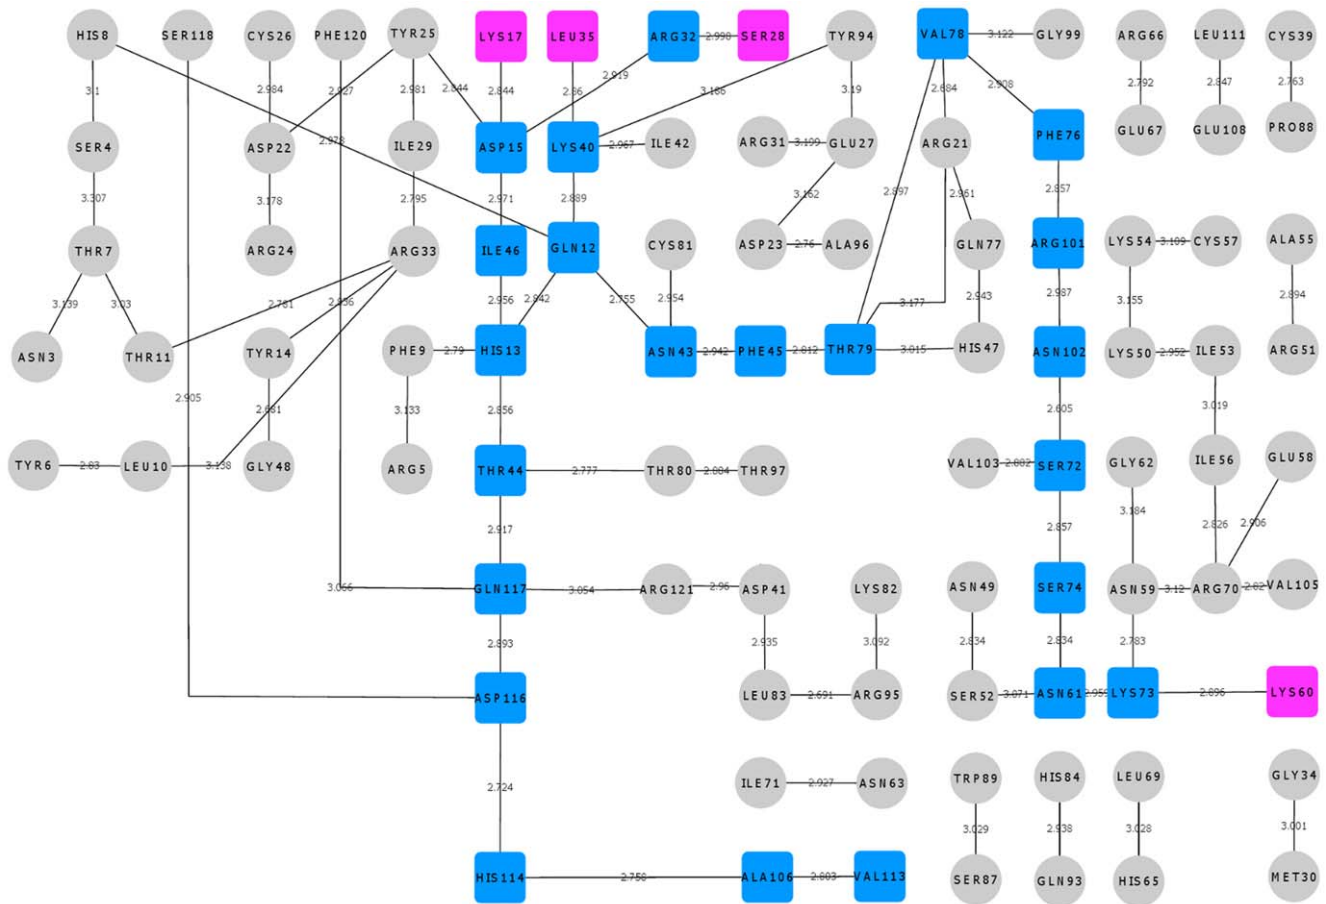 HIS8
SER118
CYS26
PHE120
TYR25
LYS17
LEU35
ARG32
2.998
SER28
TYR94
VAL78
3.122
GLY99
ARG66
LEU111
CYS39
3.1
2.984
2.927
2.981
2.844
2.844
2.86
2.919
3.186
3.19
2.684
2.908
2.792
2.847
2.763
SER4
2.978
ASP22
ILE29
ASP15
LYS40
2.967
ILE42
ARG31
3.199
GLU27
ARG21
PHE76
GLU67
GLU108
PRO88
3.307
3.178
2.795
2.971
2.889
3.162
2.897
2.961
2.857
THR7
ARG24
ARG33
ILE46
GLN12
CYS81
ASP23
2.76
ALA96
GLN77
ARG101
LYS54
3.109
CYS57
ALA55
3.139
3.03
2.781
2.956
2.842
2.755
2.954
3.177
2.943
2.987
3.155
2.894
ASN3
THR11
TYR14
PHE9
2.79
HIS13
ASN43
2.942
PHE45
2.812
THR79
3.015
HIS47
ASN102
LYS50
2.952
ILE53
ARG51
2.905
2.681
3.133
2.856
2.605
3.019
TYR6
2.83
LEU10
3.138
GLY48
ARG5
THR44
2.777
THR80
2.884
THR97
VAL103
2.882
SER72
GLY62
ILE56
GLU58
2.917
2.857
3.184
2.826
2.906
3.066
GLN117
3.054
ARG121
2.96
ASP41
LYS82
ASN49
SER74
ASN59
3.12
ARG70
2.82
VAL105
2.893
2.935
3.092
2.834
2.834
2.783
ASP116
LEU83
2.691
ARG95
SER52
3.071
ASN61
2.959
LYS73
2.896
LYS60
2.724
ILE71
2.927
ASN63
TRP89
HIS84
LEU69
GLY34
3.029
2.938
3.028
3.001
HIS114
2.750
ALA106
2.803
VAL113
SER87
GLN93
HIS65
MET30